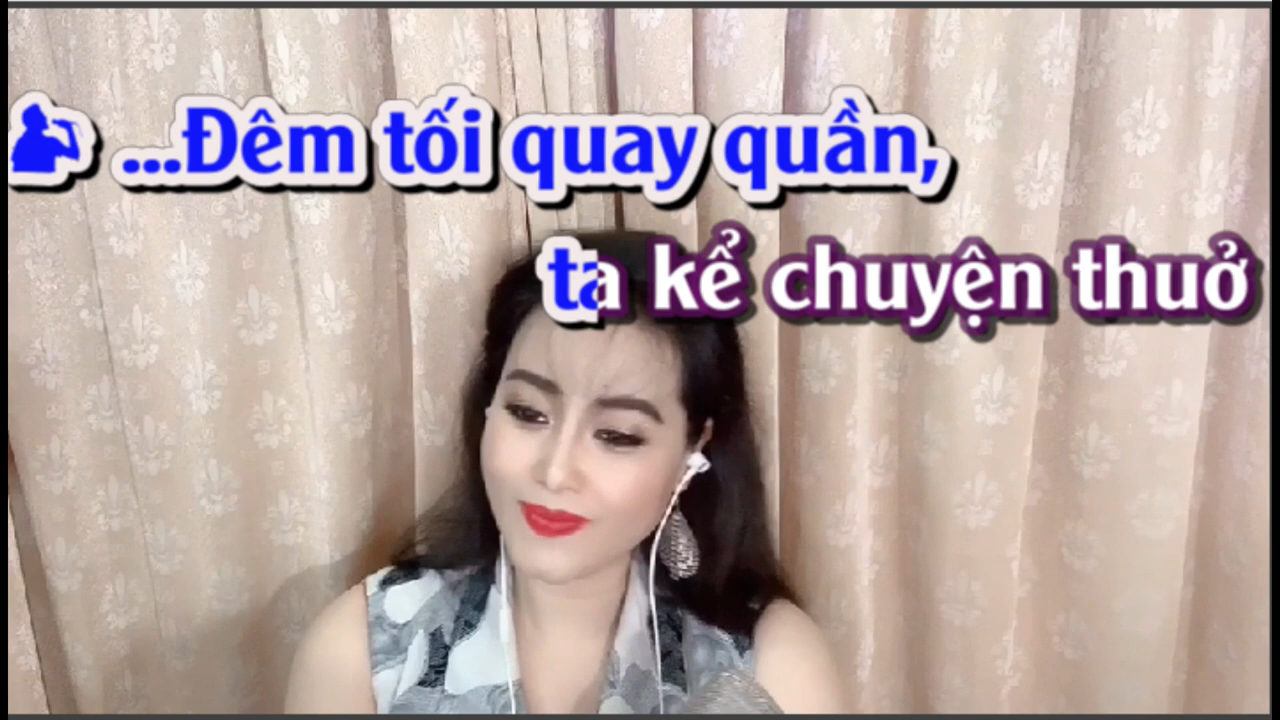 ...Đêm tối quay quần,
ta kể chuyện thuở